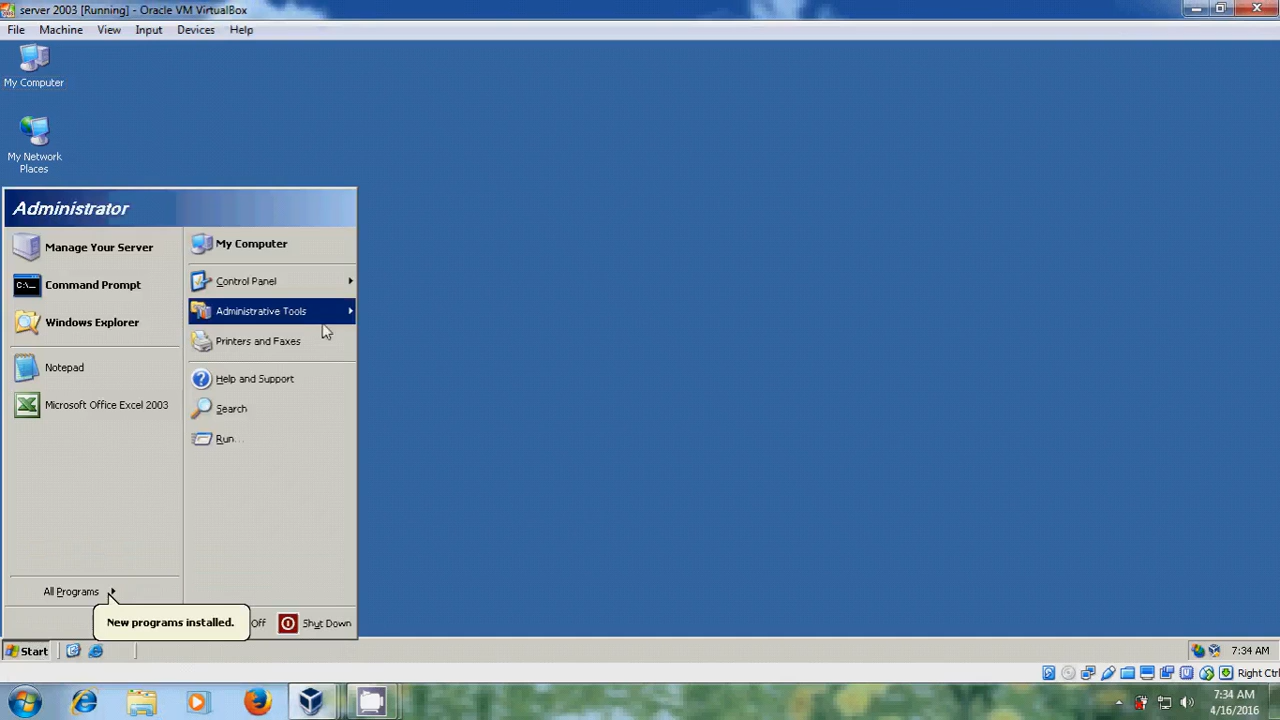 server 2003 [Running] - Oracle VM VirtualBox
File Machine View Input Devices Help
My Computer
My Network
Places
Administrator
Manage Your Server
Command Prompt
Windows Explorer
Notepad
Microsoft Office Excel 2003
All Programs
My Computer
Control Panel
Administrative Tools
Printers and Faxes
Help and Support
Search
Run...
New programs installed.
Off
Shut Down
Start
7:34 AM
Right Ctrl
7:34 AM
4/16/2016